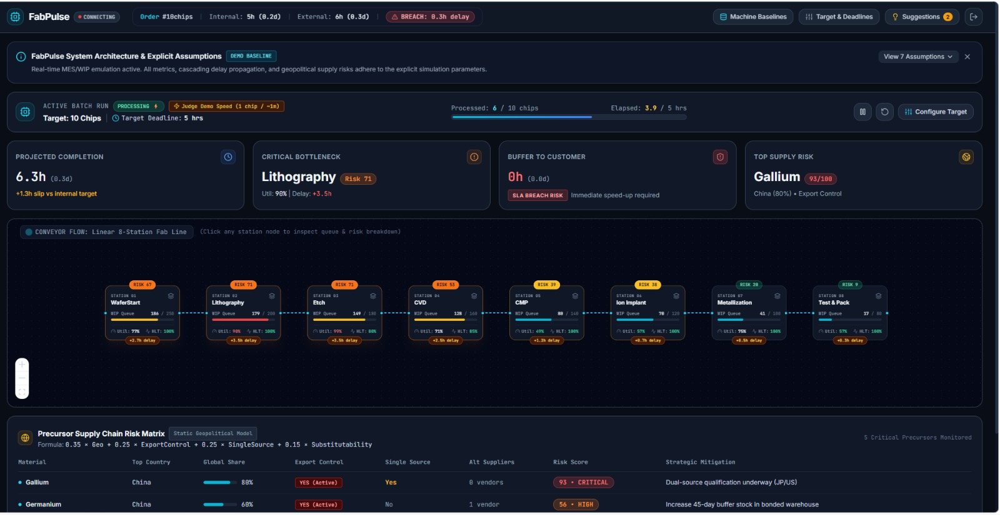 FabPulse CONNECTING Order #10chips Internal: 5h (0.2d) External: 6h (0.3d) BREACH: 0.3h delay Machine Baselines Target & Deadlines Suggestions 2
FabPulse System Architecture & Explicit Assumptions DEMO BASELINE View 7 Assumptions
Real-time MES/WIP emulation active. All metrics, cascading delay propagation, and geopolitical supply risks adhere to the explicit simulation parameters.
ACTIVE BATCH RUN PROCESSING Judge Demo Speed (1 chip / ~1m)
Target: 10 Chips Target Deadline: 5 hrs
Processed: 6 / 10 chips Elapsed: 3.9 / 5 hrs
Configure Target
PROJECTED COMPLETION
6.3h (0.3d)
+1.3h slip vs internal target
CRITICAL BOTTLENECK
Lithography Risk 71
Util: 90% | Delay: +3.5h
BUFFER TO CUSTOMER
0h (0.0d)
SLA BREACH RISK Immediate speed-up required
TOP SUPPLY RISK
Gallium 93/100
China (80%) • Export Control
CONVEYOR FLOW: Linear 8-Station Fab Line (Click any station node to inspect queue & risk breakdown)
RISK 67
STATION 01
WaferStart
WIP Queue 186 / 250
Util: 77% HLT: 100%
+2.7h delay
RISK 71
STATION 02
Lithography
WIP Queue 179 / 200
Util: 90% HLT: 100%
+3.5h delay
RISK 71
STATION 03
Etch
WIP Queue 149 / 180
Util: 99% HLT: 80%
+3.5h delay
RISK 53
STATION 04
CVD
WIP Queue 128 / 160
Util: 71% HLT: 85%
+2.5h delay
RISK 39
STATION 05
CMP
WIP Queue 80 / 140
Util: 49% HLT: 100%
+1.2h delay
RISK 30
STATION 06
Ion Implant
WIP Queue 70 / 120
Util: 57% HLT: 100%
+0.7h delay
RISK 20
STATION 07
Metallization
WIP Queue 41 / 100
Util: 75% HLT: 100%
+0.5h delay
RISK 9
STATION 08
Test & Pack
WIP Queue 17 / 80
Util: 57% HLT: 100%
+0.3h delay
Precursor Supply Chain Risk Matrix Static Geopolitical Model
Formula: 0.35 × Geo + 0.25 × ExportControl + 0.25 × SingleSource + 0.15 × Substitutability
5 Critical Precursors Monitored
Material Top Country Global Share Export Control Single Source Alt Suppliers Risk Score Strategic Mitigation
Gallium China 80% YES (Active) Yes 0 vendors 93 • CRITICAL Dual-source qualification underway (JP/US)
Germanium China 60% YES (Active) No 1 vendor 56 • HIGH Increase 45-day buffer stock in bonded warehouse